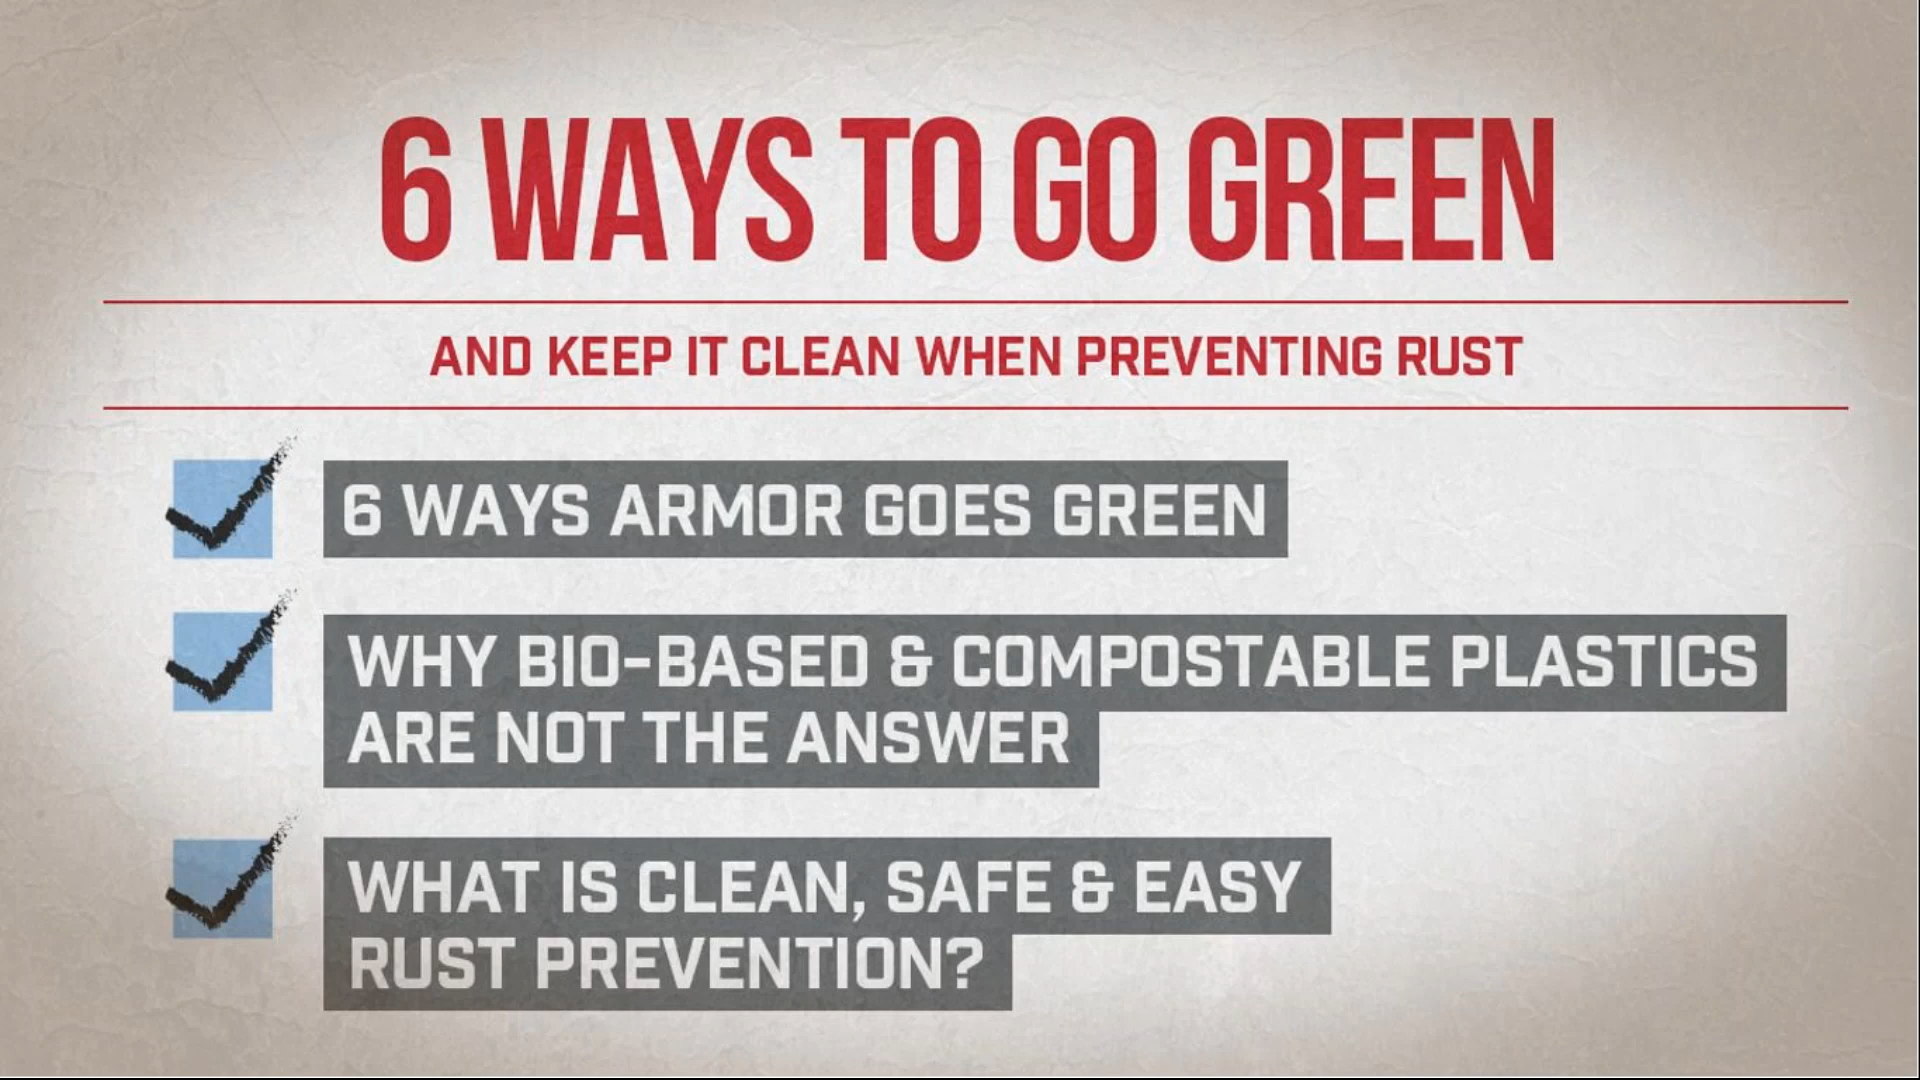 6 WAYS TO GO GREEN
AND KEEP IT CLEAN WHEN PREVENTING RUST
6 WAYS ARMOR GOES GREEN
WHY BIO-BASED & COMPOSTABLE PLASTICS
ARE NOT THE ANSWER
WHAT IS CLEAN, SAFE & EASY
RUST PREVENTION?